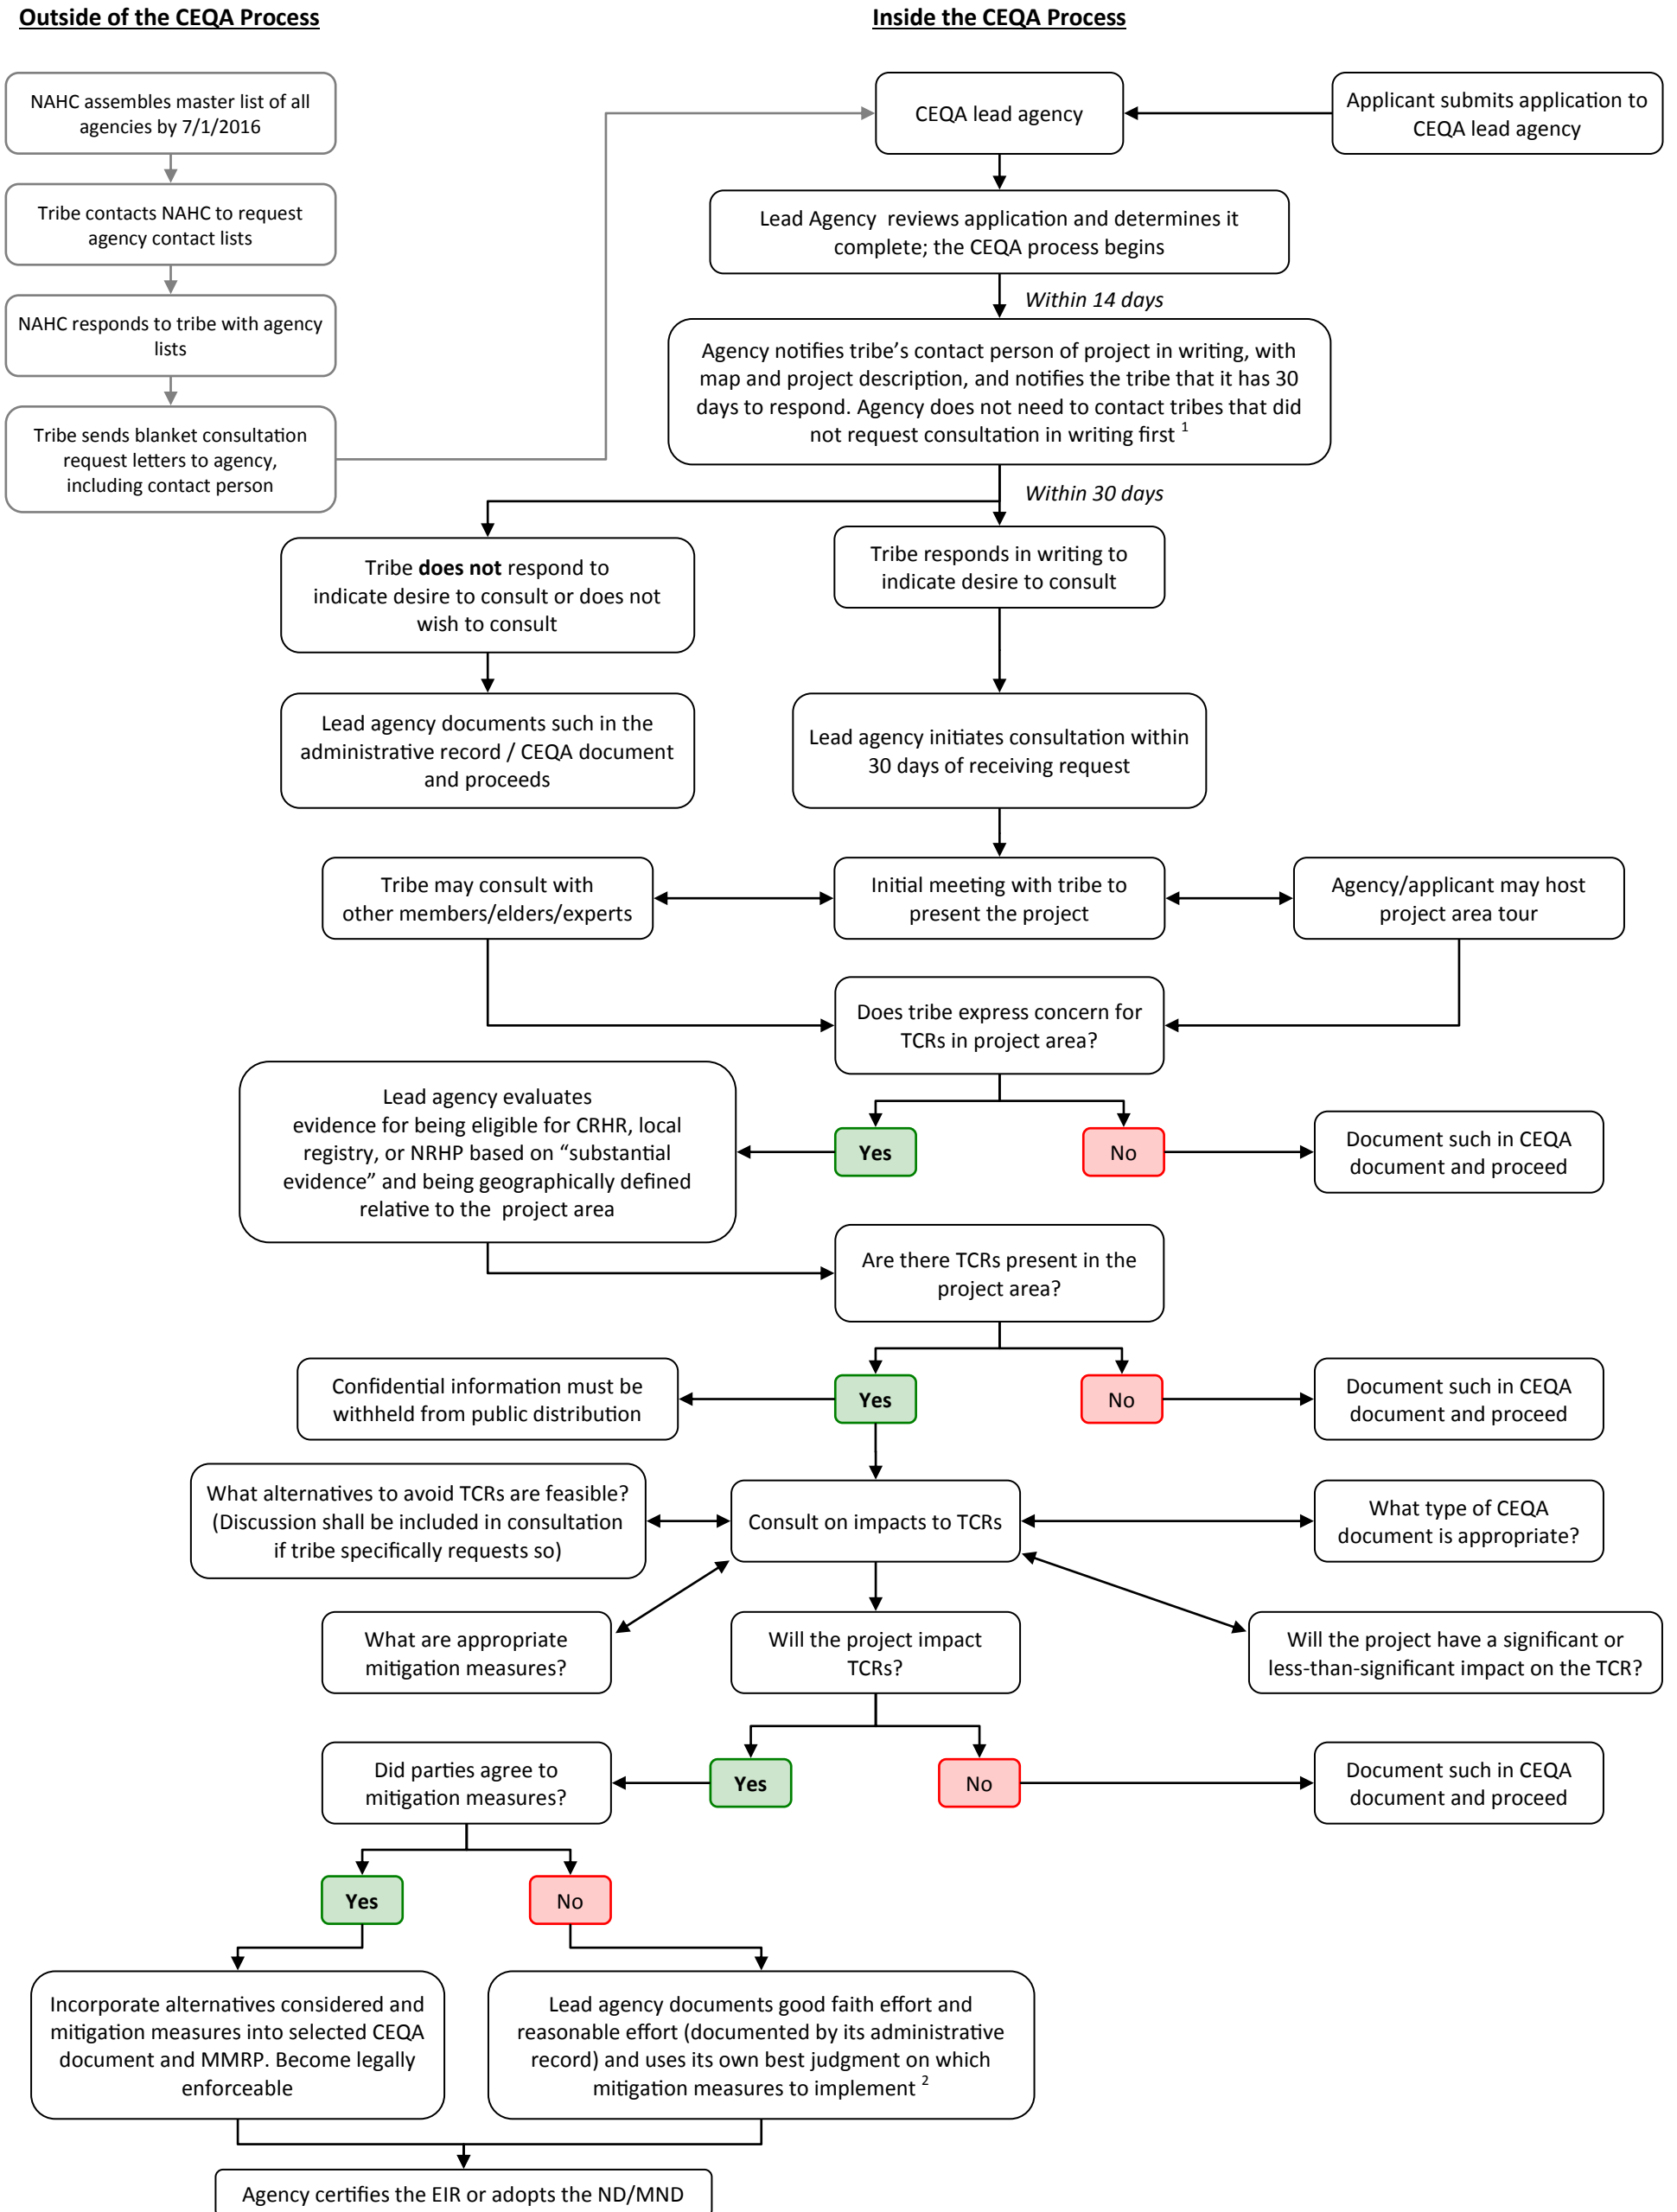 Outside of the CEQA Process
Inside the CEQA Process
NAHC assembles master list of all
agencies by 7/1/2016
CEQA lead agency
Applicant submits application to
CEQA lead agency
Tribe contacts NAHC to request
agency contact lists
Lead Agency reviews application and determines it
complete; the CEQA process begins
Within 14 days
NAHC responds to tribe with agency
lists
Agency notifies tribe's contact person of project in writing, with
map and project description, and notifies the tribe that it has 30
days to respond. Agency does not need to contact tribes that did
not request consultation in writing first 1
Tribe sends blanket consultation
request letters to agency,
including contact person
Within 30 days
Tribe does not respond to
indicate desire to consult or does not
wish to consult
Tribe responds in writing to
indicate desire to consult
Lead agency documents such in the
administrative record / CEQA document
and proceeds
Lead agency initiates consultation within
30 days of receiving request
Tribe may consult with
other members/elders/experts
Initial meeting with tribe to
present the project
Agency/applicant may host
project area tour
Does tribe express concern for
TCRs in project area?
Lead agency evaluates
evidence for being eligible for CRHR, local
registry, or NRHP based on “substantial
evidence” and being geographically defined
relative to the project area
Yes
No
Document such in CEQA
document and proceed
Are there TCRs present in the
project area?
Confidential information must be
withheld from public distribution
Yes
No
Document such in CEQA
document and proceed
What alternatives to avoid TCRs are feasible?
(Discussion shall be included in consultation
if tribe specifically requests so)
Consult on impacts to TCRs
What type of CEQA
document is appropriate?
What are appropriate
mitigation measures?
Will the project impact
TCRs?
Will the project have a significant or
less-than-significant impact on the TCR?
Did parties agree to
mitigation measures?
Yes
No
Document such in CEQA
document and proceed
Yes
No
Incorporate alternatives considered and
mitigation measures into selected CEQA
document and MMRP. Become legally
enforceable
Lead agency documents good faith effort and
reasonable effort (documented by its administrative
record) and uses its own best judgment on which
mitigation measures to implement 2
Agency certifies the EIR or adopts the ND/MND